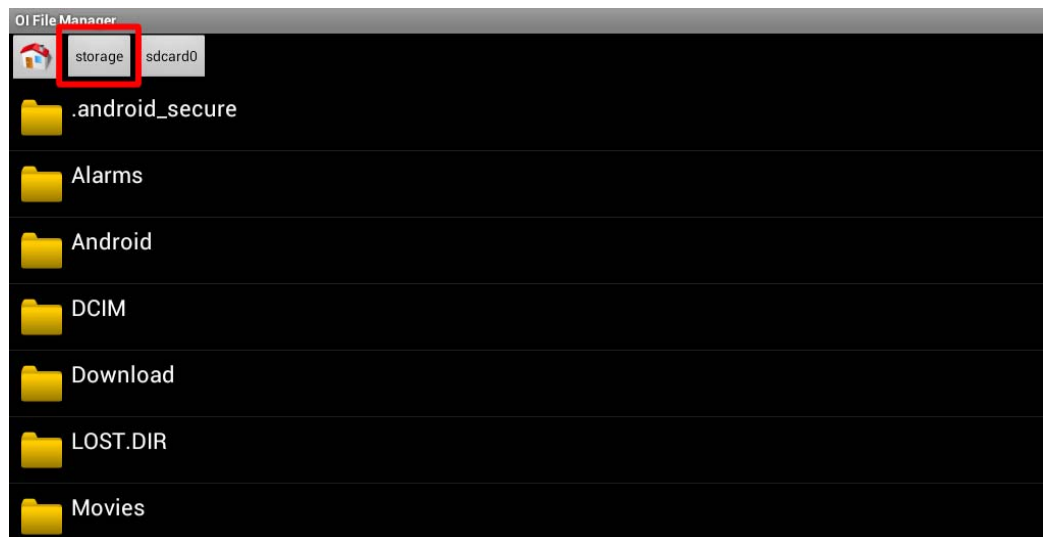 OI File Manager
storage sdcard0
.android_secure
Alarms
Android
DCIM
Download
LOST.DIR
Movies